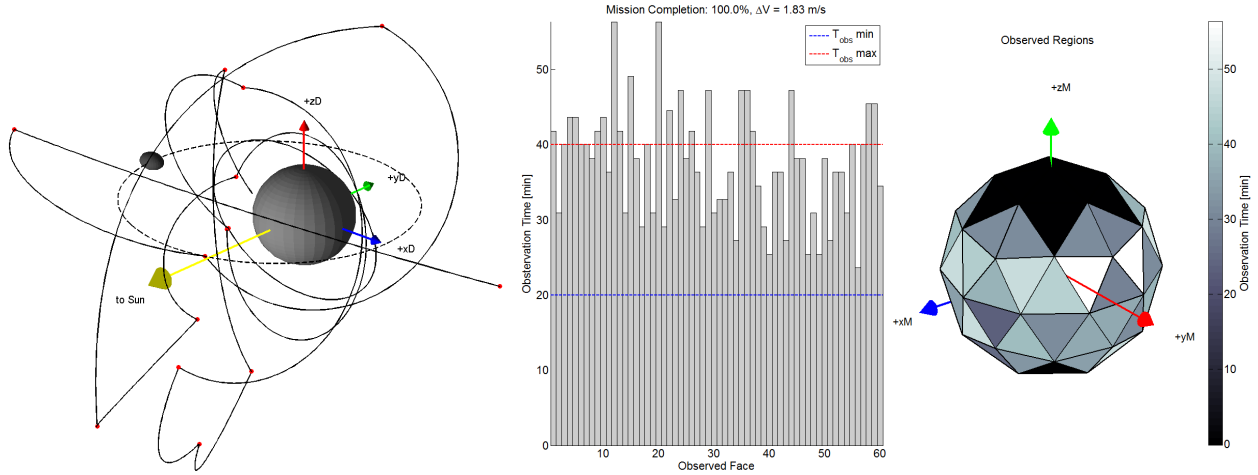 +zD
+yD
+xD
to Sun
Mission Completion: 100.0%, ΔV = 1.83 m/s
T_obs min
T_obs max
Obstervation Time [min]
50
40
30
20
10
0
10
20
30
40
50
60
Observed Face
Observed Regions
+zM
+xM
+yM
50
40
30
20
10
0
Observation Time [min]